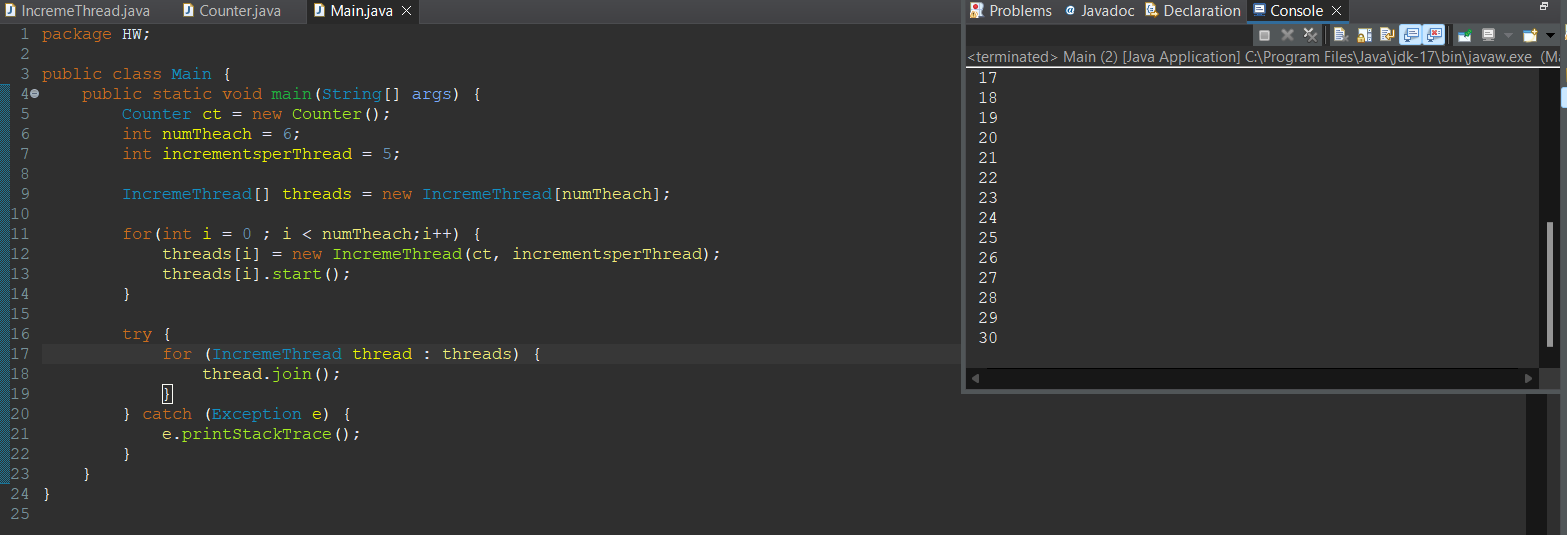 IncremeThread.java Counter.java Main.java
1 package HW;
2
3 public class Main {
4 public static void main(String[] args) {
5 Counter ct = new Counter();
6 int numTheach = 6;
7 int incrementsperThread = 5;
8
9 IncremeThread[] threads = new IncremeThread[numTheach];
10
11 for(int i = 0 ; i < numTheach;i++) {
12 threads[i] = new IncremeThread(ct, incrementsperThread);
13 threads[i].start();
14 }
15
16 try {
17 for (IncremeThread thread : threads) {
18 thread.join();
19 }
20 } catch (Exception e) {
21 e.printStackTrace();
22 }
23 }
24 }
25
Problems @ Javadoc Declaration Console
<terminated> Main (2) [Java Application] C:\Program Files\Java\jdk-17\bin\javaw.exe (Ma
17
18
19
20
21
22
23
24
25
26
27
28
29
30